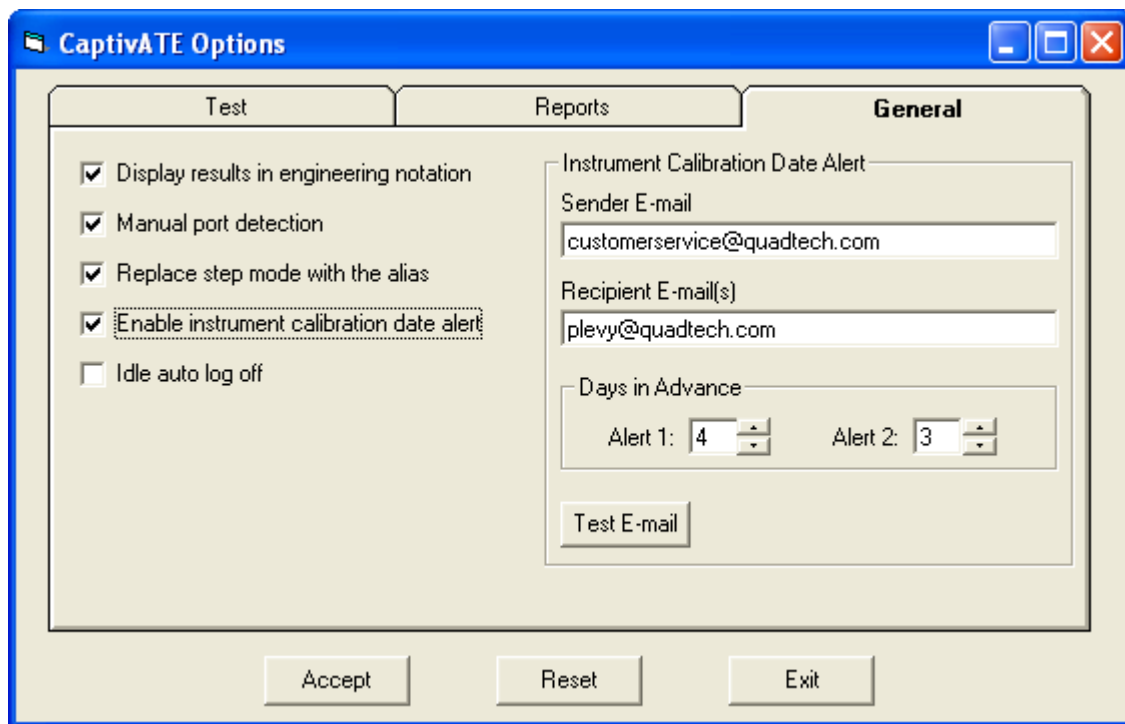 CaptivATE Options
Test
Reports
General
Display results in engineering notation
Manual port detection
Replace step mode with the alias
Enable instrument calibration date alert
Idle auto log off
Instrument Calibration Date Alert
Sender E-mail
customerservice@quadtech.com
Recipient E-mail(s)
plevy@quadtech.com
Days in Advance
Alert 1: 4
Alert 2: 3
Test E-mail
Accept
Reset
Exit